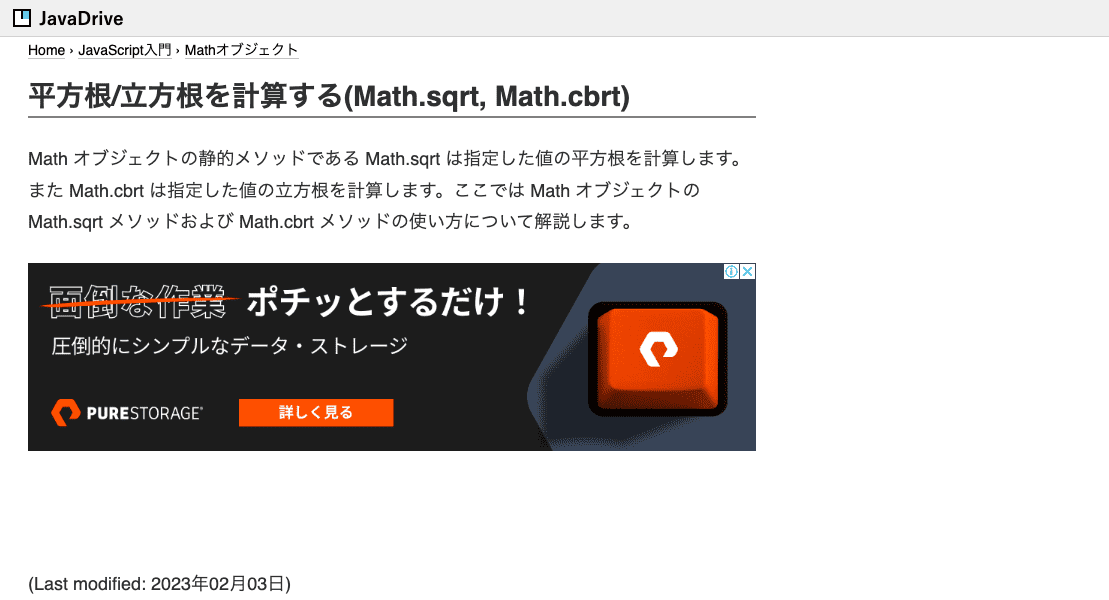 JavaDrive
Home › JavaScript入門 › Mathオブジェクト
平方根/立方根を計算する(Math.sqrt, Math.cbrt)
Math オブジェクトの静的メソッドである Math.sqrt は指定した値の平方根を計算します。
また Math.cbrt は指定した値の立方根を計算します。ここでは Math オブジェクトの
Math.sqrt メソッドおよび Math.cbrt メソッドの使い方について解説します。
面倒な作業 ポチッとするだけ！
圧倒的にシンプルなデータ・ストレージ
PURESTORAGE®
詳しく見る
(Last modified: 2023年02月03日)